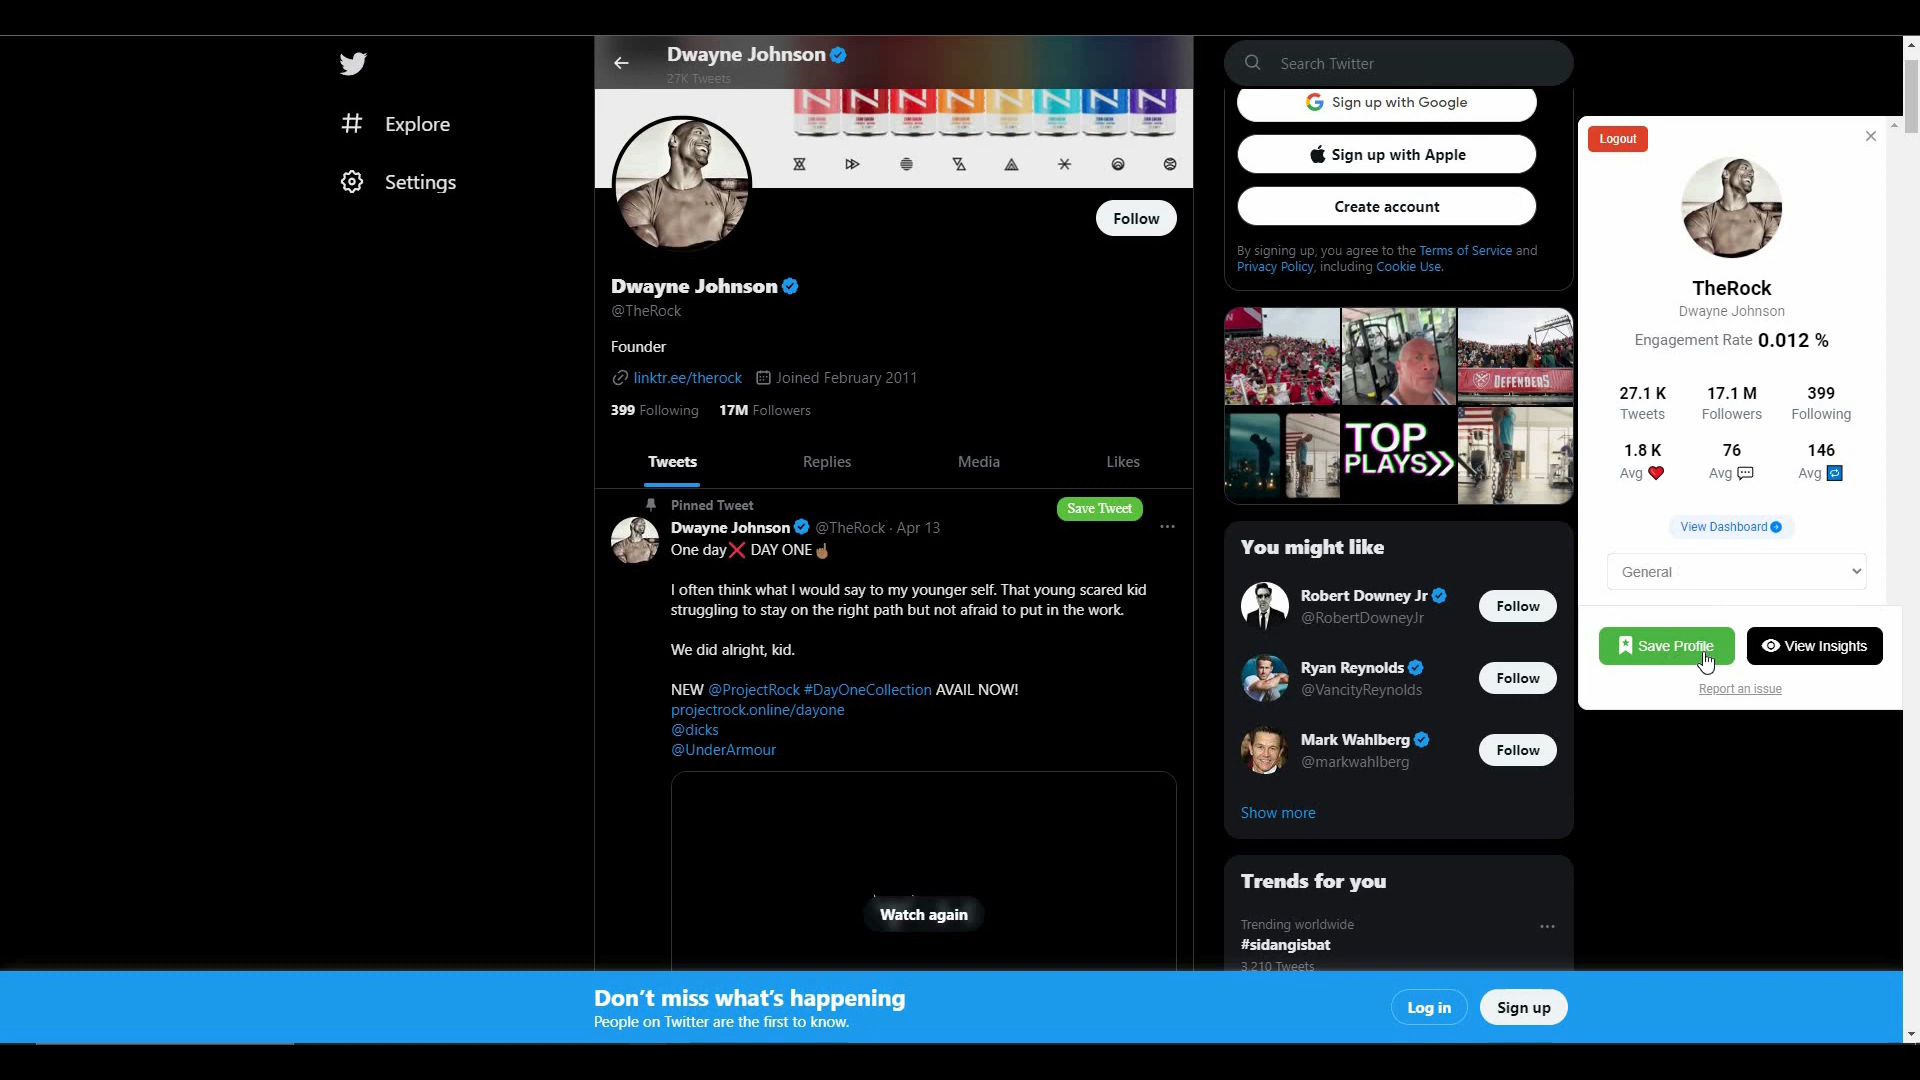 Explore
Settings
Dwayne Johnson
27K Tweets
Follow
Dwayne Johnson
@TheRock
Founder
linktr.ee/therock Joined February 2011
399 Following 17M Followers
Tweets Replies Media Likes
Pinned Tweet
Save Tweet
Dwayne Johnson @TheRock · Apr 13
One day❌ DAY ONE☝🏾
I often think what I would say to my younger self. That young scared kid
struggling to stay on the right path but not afraid to put in the work.
We did alright, kid.
NEW @ProjectRock #DayOneCollection AVAIL NOW!
projectrock.online/dayone
@dicks
@UnderArmour
Watch again
Search Twitter
Sign up with Google
Sign up with Apple
Create account
By signing up, you agree to the Terms of Service and
Privacy Policy, including Cookie Use.
DEFENDERS
TOP
PLAYS
You might like
Robert Downey Jr
@RobertDowneyJr
Follow
Ryan Reynolds
@VancityReynolds
Follow
Mark Wahlberg
@markwahlberg
Follow
Show more
Trends for you
Trending worldwide
#sidangisbat
3,210 Tweets
Logout
TheRock
Dwayne Johnson
Engagement Rate 0.012 %
27.1 K 17.1 M 399
Tweets Followers Following
1.8 K 76 146
Avg ❤ Avg 💬 Avg 🔁
View Dashboard
General
Save Profile
View Insights
Report an issue
Don’t miss what’s happening
People on Twitter are the first to know.
Log in
Sign up